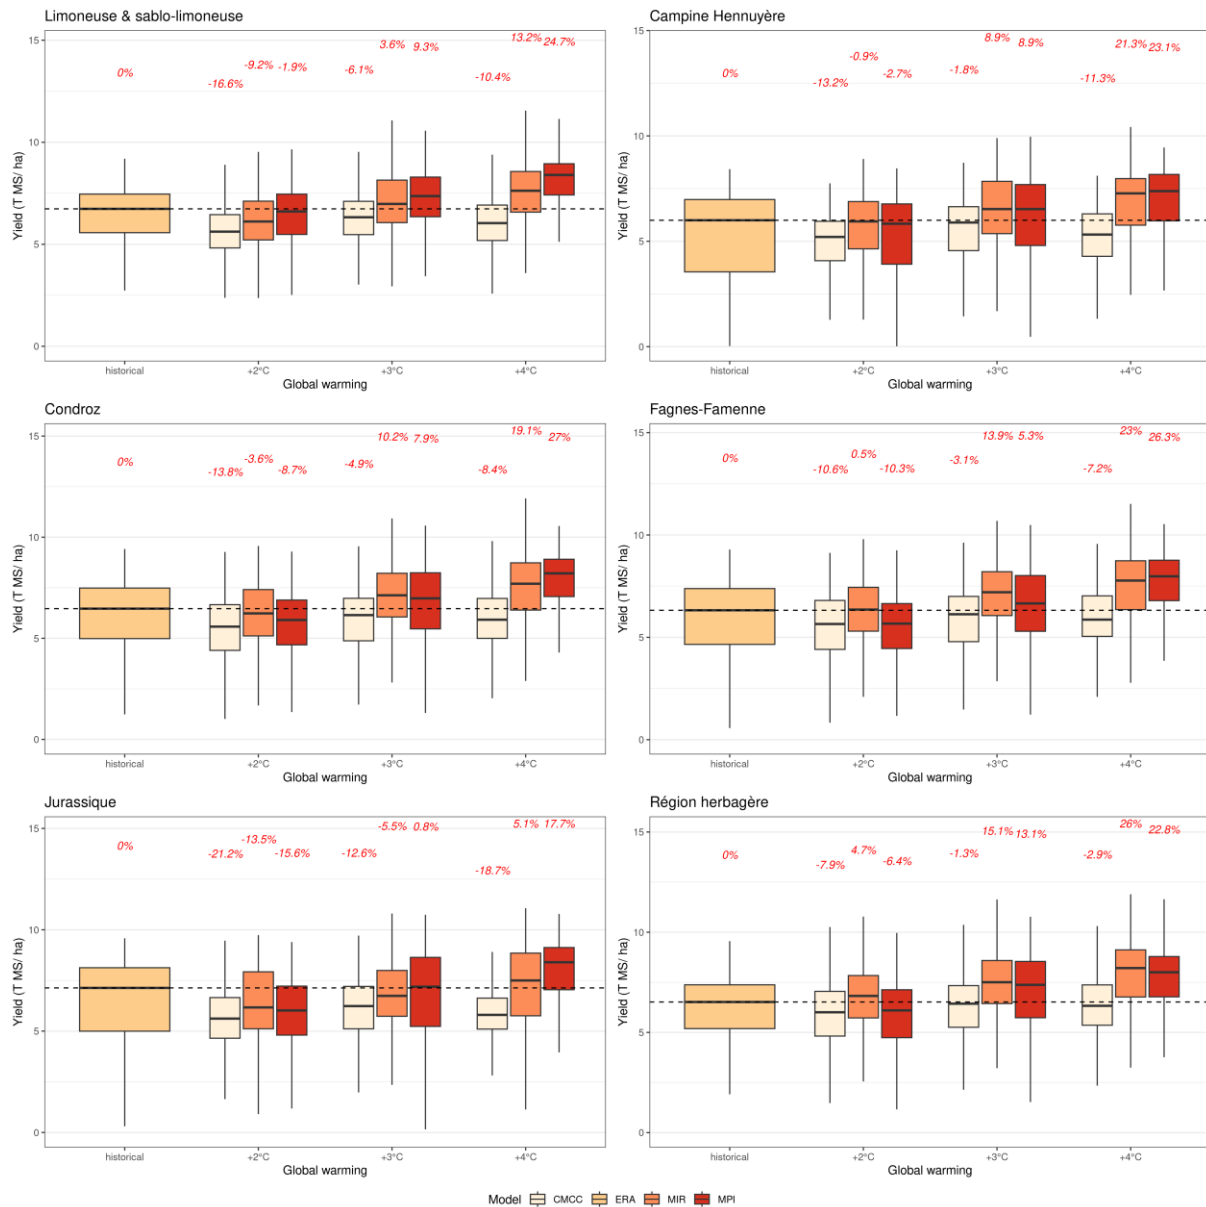 Limoneuse & sablo-limoneuse
15
10
5
0
Yield (T MS/ ha)
0%
-16.6%
-9.2%
-1.9%
-6.1%
3.6%
9.3%
-10.4%
13.2%
24.7%
historical
+2°C
+3°C
+4°C
Global warming
Campine Hennuyère
15
10
5
0
Yield (T MS/ ha)
0%
-13.2%
-0.9%
-2.7%
-1.8%
8.9%
8.9%
-11.3%
21.3%
23.1%
historical
+2°C
+3°C
+4°C
Global warming
Condroz
15
10
5
0
Yield (T MS/ ha)
0%
-13.8%
-3.6%
-8.7%
-4.9%
10.2%
7.9%
-8.4%
19.1%
27%
historical
+2°C
+3°C
+4°C
Global warming
Fagnes-Famenne
15
10
5
0
Yield (T MS/ ha)
0%
-10.6%
0.5%
-10.3%
-3.1%
13.9%
5.3%
-7.2%
23%
26.3%
historical
+2°C
+3°C
+4°C
Global warming
Jurassique
15
10
5
0
Yield (T MS/ ha)
0%
-21.2%
-13.5%
-15.6%
-12.6%
-5.5%
0.8%
-18.7%
5.1%
17.7%
historical
+2°C
+3°C
+4°C
Global warming
Région herbagère
15
10
5
0
Yield (T MS/ ha)
0%
-7.9%
4.7%
-6.4%
-1.3%
15.1%
13.1%
-2.9%
26%
22.8%
historical
+2°C
+3°C
+4°C
Global warming
Model CMCC ERA MIR MPI